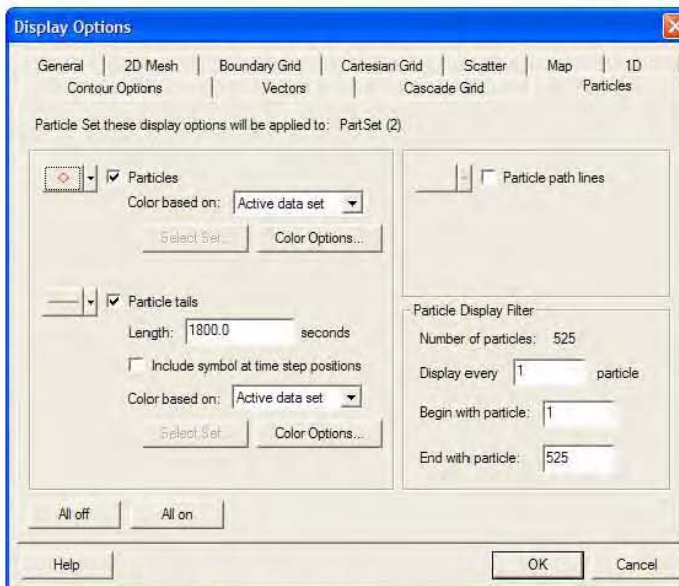 Display Options
General 2D Mesh Boundary Grid Cartesian Grid Scatter Map 1D
Contour Options Vectors Cascade Grid Particles
Particle Set these display options will be applied to: PartSet (2)
Particles
Color based on: Active data set
Select Set... Color Options...
Particle tails
Length: 1800.0 seconds
Include symbol at time step positions
Color based on: Active data set
Select Set... Color Options...
Particle path lines
Particle Display Filter
Number of particles: 525
Display every 1 particle
Begin with particle: 1
End with particle: 525
All off All on
Help OK Cancel